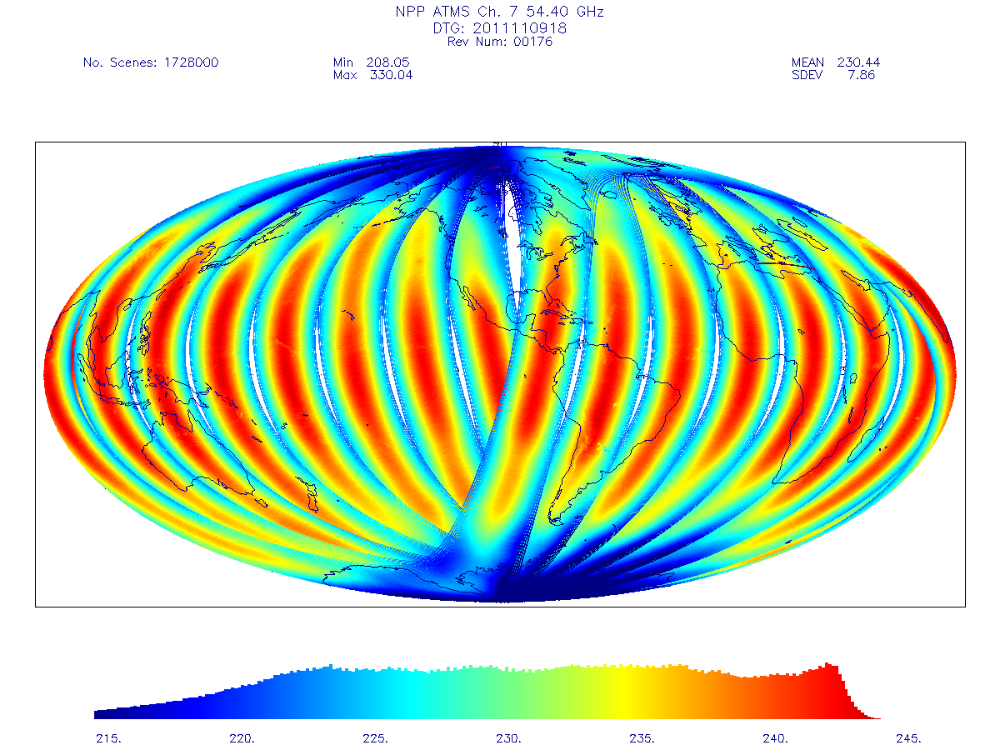 NPP ATMS Ch. 7 54.40 GHz
DTG: 2011110918
Rev Num: 00176
No. Scenes: 1728000 Min 208.05 MEAN 230.44
Max 330.04 SDEV 7.86
215. 220. 225. 230. 235. 240. 245.